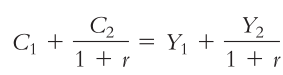 C₁ + C₂ / (1 + r) = Y₁ + Y₂ / (1 + r)